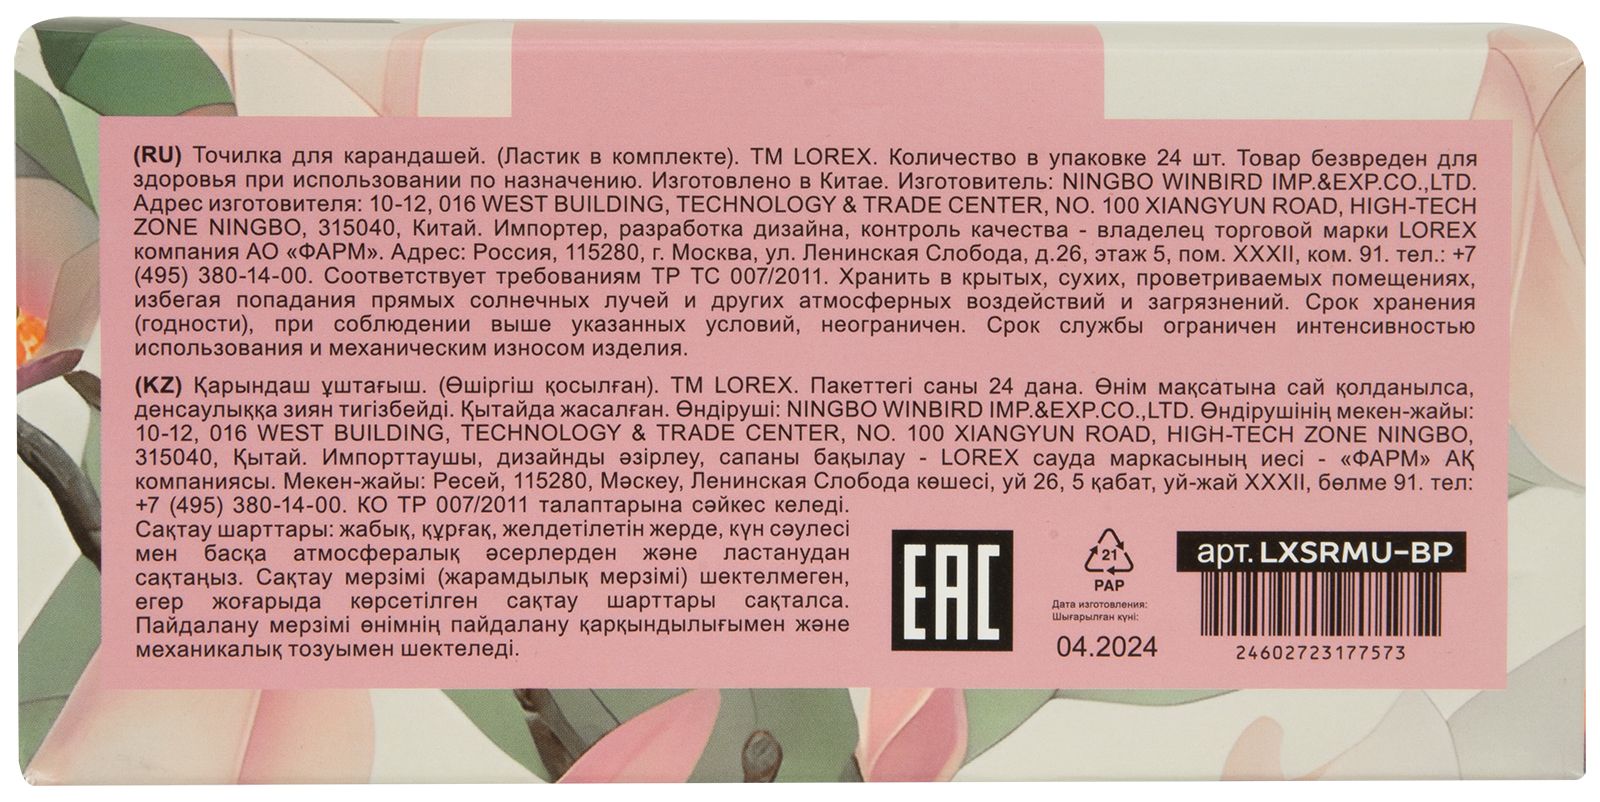 (RU) Точилка для карандашей. (Ластик в комплекте). ТМ LOREX. Количество в упаковке 24 шт. Товар безвреден для
здоровья при использовании по назначению. Изготовлено в Китае. Изготовитель: NINGBO WINBIRD IMP.&EXP.CO.,LTD.
Адрес изготовителя: 10-12, 016 WEST BUILDING, TECHNOLOGY & TRADE CENTER, NO. 100 XIANGYUN ROAD, HIGH-TECH
ZONE NINGBO, 315040, Китай. Импортер, разработка дизайна, контроль качества - владелец торговой марки LOREX
компания АО «ФАРМ». Адрес: Россия, 115280, г. Москва, ул. Ленинская Слобода, д.26, этаж 5, пом. XXXII, ком. 91. тел.: +7
(495) 380-14-00. Соответствует требованиям ТР ТС 007/2011. Хранить в крытых, сухих, проветриваемых помещениях,
избегая попадания прямых солнечных лучей и других атмосферных воздействий и загрязнений. Срок хранения
(годности), при соблюдении выше указанных условий, неограничен. Срок службы ограничен интенсивностью
использования и механическим износом изделия.
(KZ) Қарындаш ұштағыш. (Өшіргіш қосылған). ТМ LOREX. Пакеттегі саны 24 дана. Өнім мақсатына сай қолданылса,
денсаулыққа зиян тигізбейді. Қытайда жасалған. Өндіруші: NINGBO WINBIRD IMP.&EXP.CO.,LTD. Өндірушінің мекен-жайы:
10-12, 016 WEST BUILDING, TECHNOLOGY & TRADE CENTER, NO. 100 XIANGYUN ROAD, HIGH-TECH ZONE NINGBO,
315040, Қытай. Импорттаушы, дизайнды әзірлеу, сапаны бақылау - LOREX сауда маркасының иесі - «ФАРМ» АҚ
компаниясы. Мекен-жайы: Ресей, 115280, Мәскеу, Ленинская Слобода көшесі, уй 26, 5 қабат, уй-жай XXXII, бөлме 91. тел:
+7 (495) 380-14-00. КО ТР 007/2011 талаптарына сәйкес келеді.
Сақтау шарттары: жабық, құрғақ, желдетілетін жерде, күн сәулесі
мен басқа атмосфералық әсерлерден және ластанудан
сақтаңыз. Сақтау мерзімі (жарамдылық мерзімі) шектелмеген,
егер жоғарыда көрсетілген сақтау шарттары сақталса.
Пайдалану мерзімі өнімнің пайдалану қарқындылығымен және
механикалық тозуымен шектеледі.
EAC
21
PAP
Дата изготовления:
Шығарылған күні:
04.2024
арт. LXSRMU-BP
24602723177573